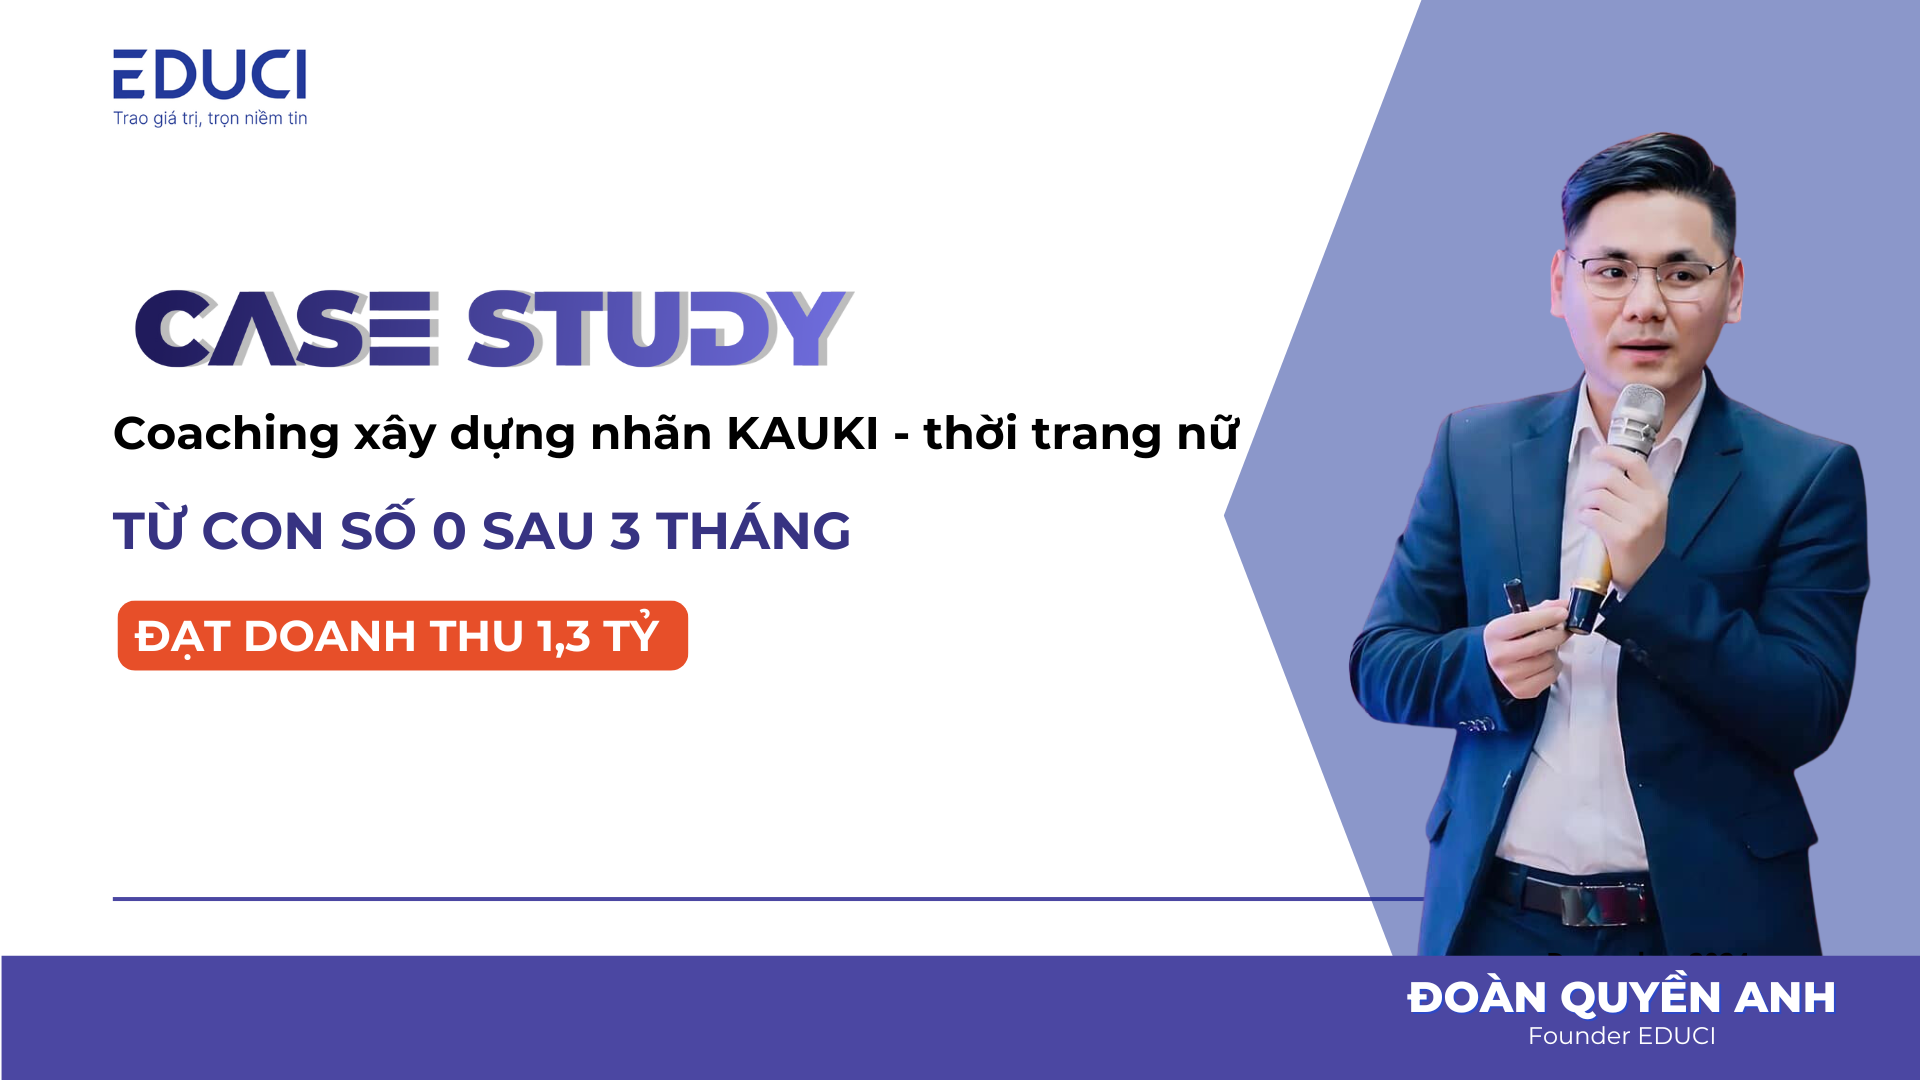 EDUCI
Trao giá trị, trọn niềm tin
CASE STUDY
Coaching xây dựng nhãn KAUKI - thời trang nữ
TỪ CON SỐ 0 SAU 3 THÁNG
ĐẠT DOANH THU 1,3 TỶ
ĐOÀN QUYỀN ANH
Founder EDUCI